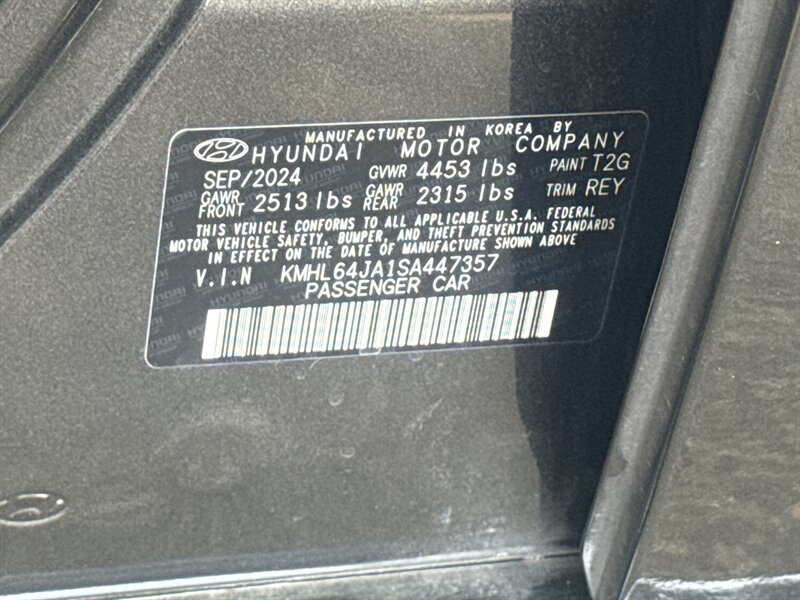 MANUFACTURED IN KOREA BY
HYUNDAI MOTOR COMPANY
SEP/2024 GVWR 4453 lbs PAINT T2G
GAWR FRONT 2513 lbs GAWR REAR 2315 lbs TRIM REY
THIS VEHICLE CONFORMS TO ALL APPLICABLE U.S.A. FEDERAL
MOTOR VEHICLE SAFETY, BUMPER, AND THEFT PREVENTION STANDARDS
IN EFFECT ON THE DATE OF MANUFACTURE SHOWN ABOVE
V.I.N KMHL64JA1SA447357
PASSENGER CAR